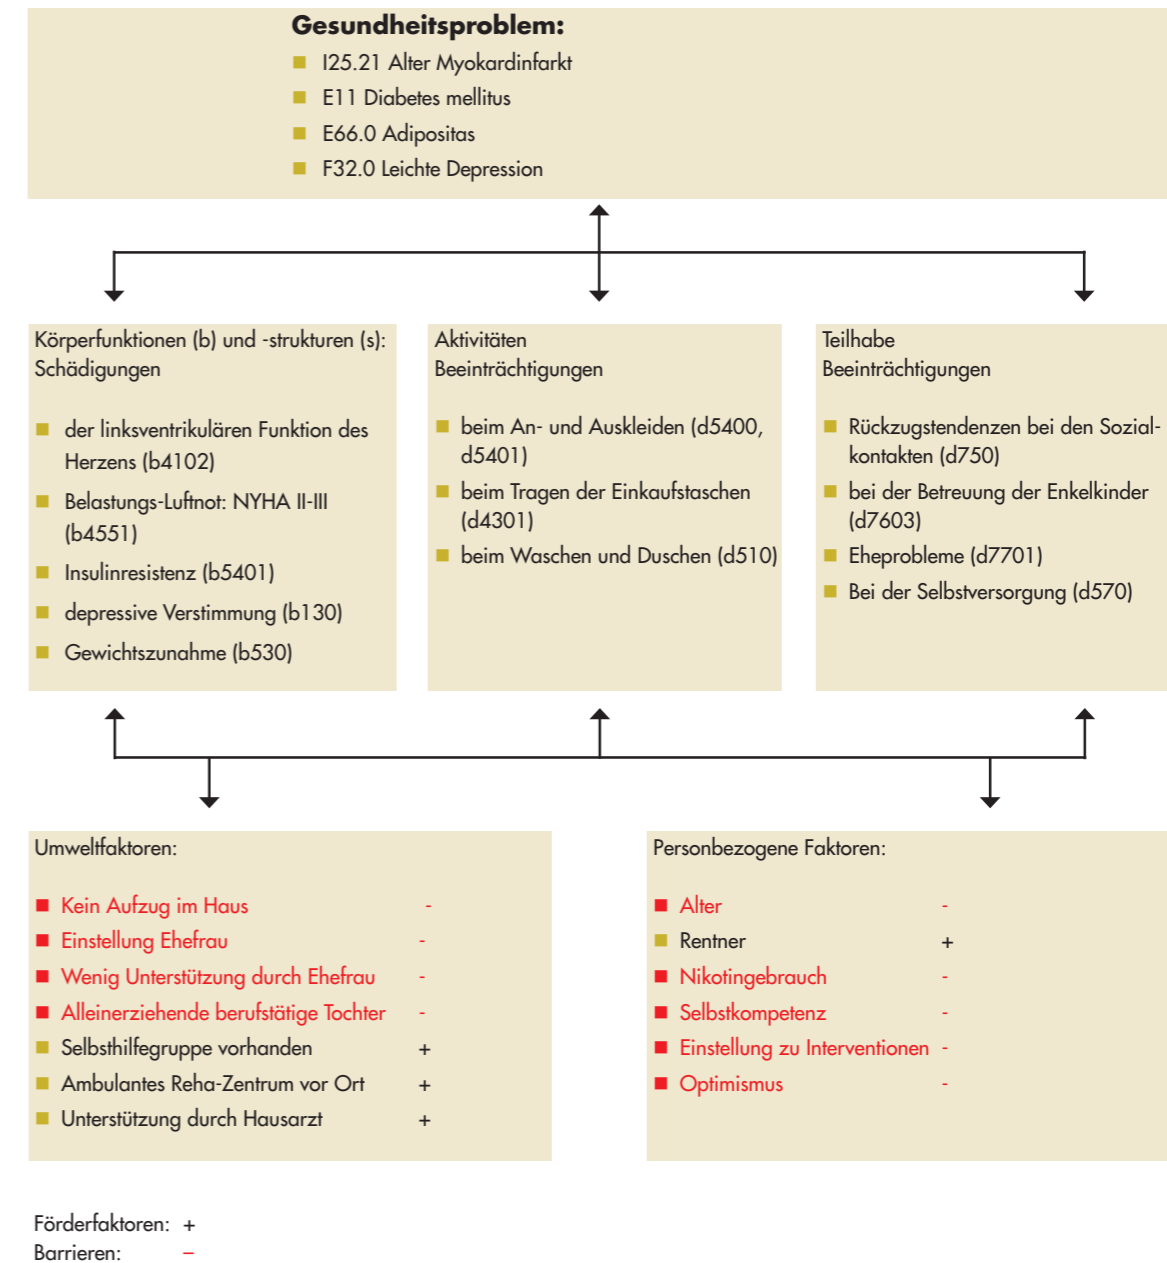 Gesundheitsproblem:
I25.21 Alter Myokardinfarkt
E11 Diabetes mellitus
E66.0 Adipositas
F32.0 Leichte Depression
Körperfunktionen (b) und -strukturen (s):
Schädigungen
der linksventrikulären Funktion des
Herzens (b4102)
Belastungs-Luftnot: NYHA II-III
(b4551)
Insulinresistenz (b5401)
depressive Verstimmung (b130)
Gewichtszunahme (b530)
Aktivitäten
Beeinträchtigungen
beim An- und Auskleiden (d5400,
d5401)
beim Tragen der Einkaufstaschen
(d4301)
beim Waschen und Duschen (d510)
Teilhabe
Beeinträchtigungen
Rückzugstendenzen bei den Sozial-
kontakten (d750)
bei der Betreuung der Enkelkinder
(d7603)
Eheprobleme (d7701)
Bei der Selbstversorgung (d570)
Umweltfaktoren:
Kein Aufzug im Haus -
Einstellung Ehefrau -
Wenig Unterstützung durch Ehefrau -
Alleinerziehende berufstätige Tochter -
Selbsthilfegruppe vorhanden +
Ambulantes Reha-Zentrum vor Ort +
Unterstützung durch Hausarzt +
Personbezogene Faktoren:
Alter -
Rentner +
Nikotingebrauch -
Selbstkompetenz -
Einstellung zu Interventionen -
Optimismus -
Förderfaktoren: +
Barrieren: –